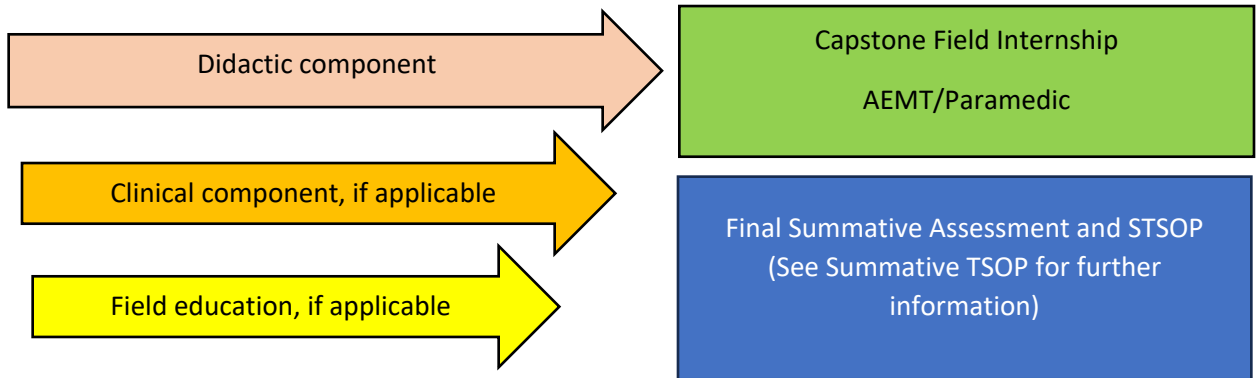 Didactic component
Clinical component, if applicable
Field education, if applicable
Capstone Field Internship
AEMT/Paramedic
Final Summative Assessment and STSOP
(See Summative TSOP for further
information)